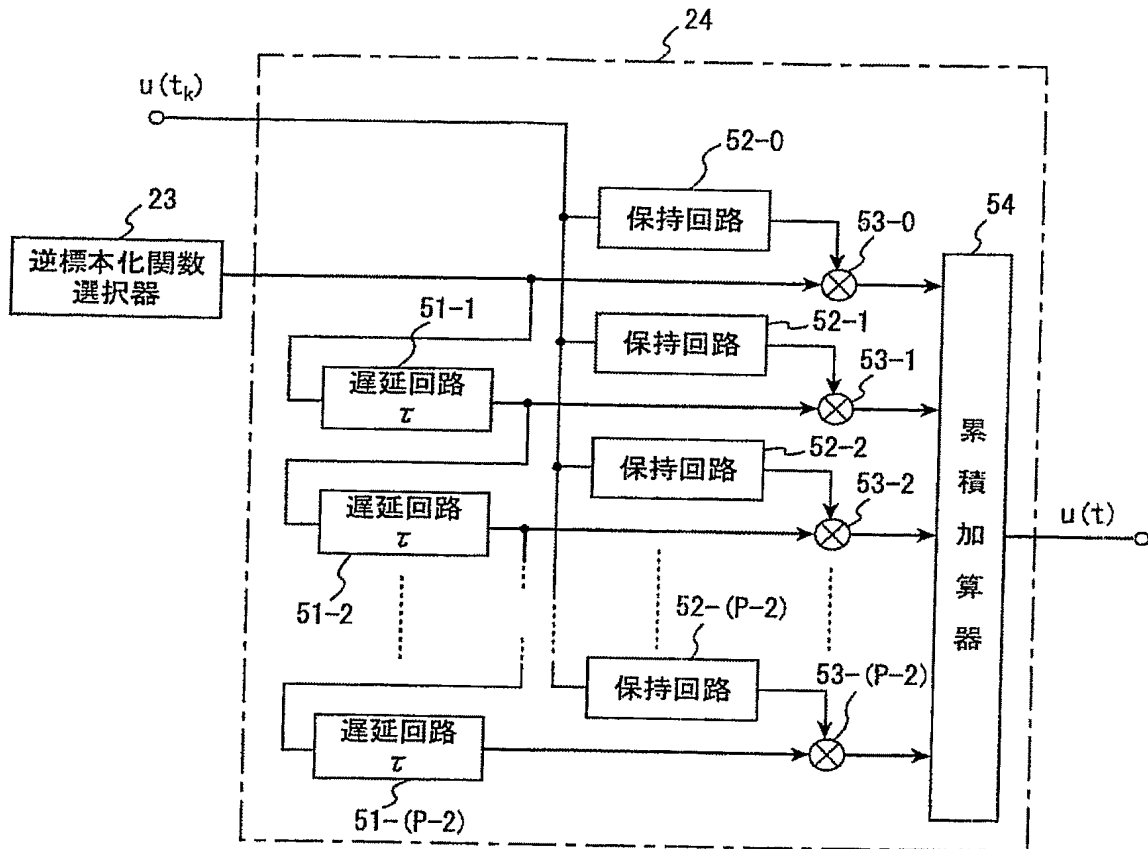 24
u(t_k)
52-0
保持回路
53-0
54
23
逆標本化関数
選択器
51-1
遅延回路
τ
52-1
保持回路
53-1
52-2
保持回路
53-2
遅延回路
τ
51-2
累積加算器
u(t)
52-(P-2)
保持回路
53-(P-2)
遅延回路
τ
51-(P-2)